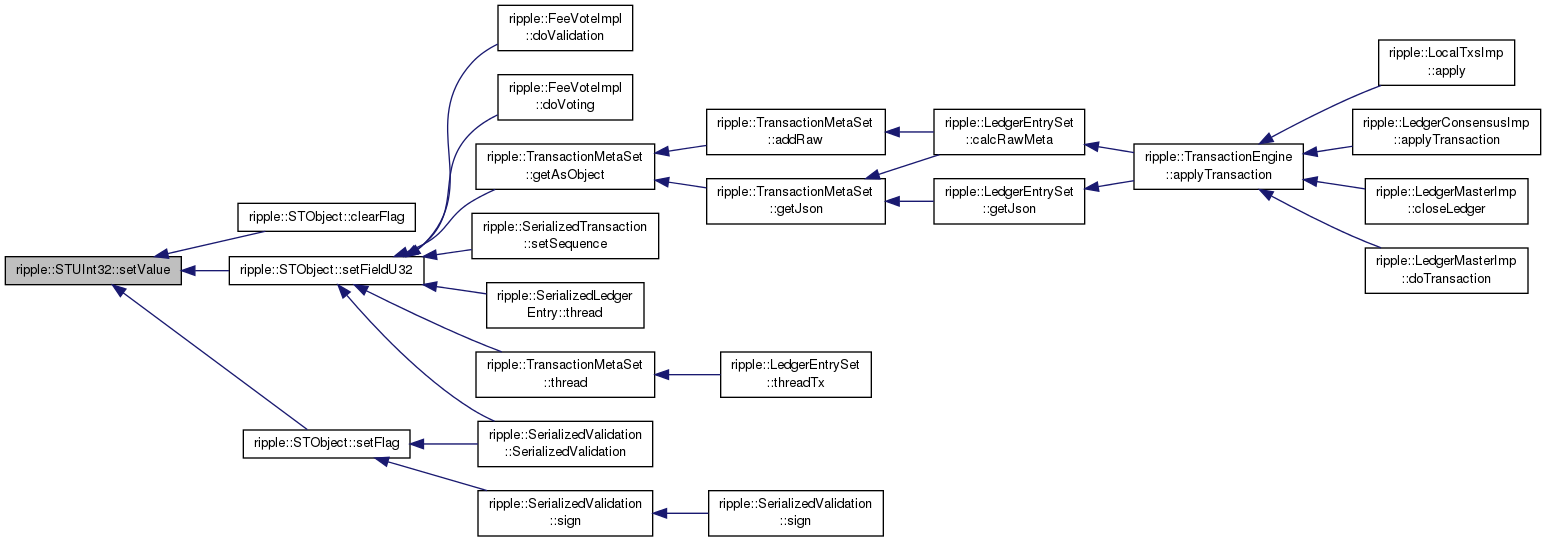 ripple::STUInt32::setValue
ripple::STObject::clearFlag
ripple::STObject::setFieldU32
ripple::STObject::setFlag
ripple::FeeVoteImpl
::doValidation
ripple::FeeVoteImpl
::doVoting
ripple::TransactionMetaSet
::getAsObject
ripple::SerializedTransaction
::setSequence
ripple::SerializedLedger
Entry::thread
ripple::TransactionMetaSet
::thread
ripple::SerializedValidation
::SerializedValidation
ripple::SerializedValidation
::sign
ripple::TransactionMetaSet
::addRaw
ripple::TransactionMetaSet
::getJson
ripple::LedgerEntrySet
::threadTx
ripple::SerializedValidation
::sign
ripple::LedgerEntrySet
::calcRawMeta
ripple::LedgerEntrySet
::getJson
ripple::TransactionEngine
::applyTransaction
ripple::LocalTxsImp
::apply
ripple::LedgerConsensusImp
::applyTransaction
ripple::LedgerMasterImp
::closeLedger
ripple::LedgerMasterImp
::doTransaction